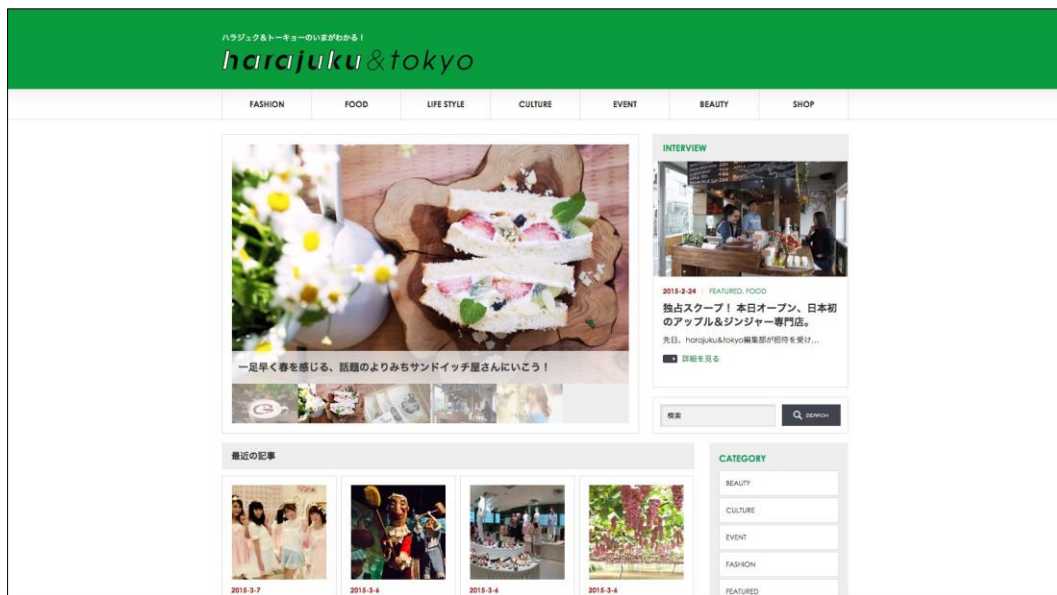 ハラジュク&トーキョーのいまがわかる!
harajuku&tokyo
FASHION
FOOD
LIFE STYLE
CULTURE
EVENT
BEAUTY
SHOP
一足早く春を感じる、話題のよりみちサンドイッチ屋さんにいこう!
INTERVIEW
2015-2-24 | FEATURED, FOOD
独占スクープ! 本日オープン、日本初
のアップル&ジンジャー専門店。
先日、harajuku&tokyo編集部が招待を受け...
詳細を見る
検索
SEARCH
最近の記事
2015-3-7
2015-3-6
2015-3-6
2015-3-6
CATEGORY
BEAUTY
CULTURE
EVENT
FASHION
FEATURED